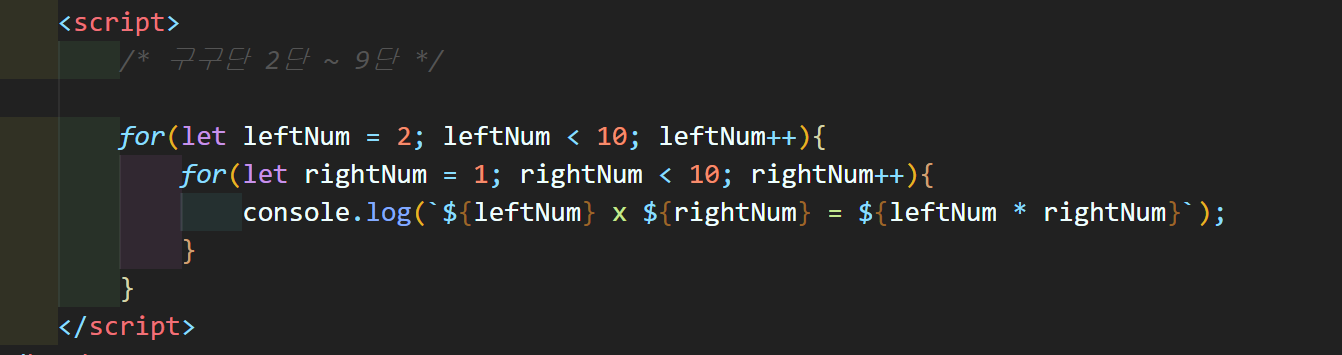 <script>
/* 구구단 2단 ~ 9단 */
for(let leftNum = 2; leftNum < 10; leftNum++){
for(let rightNum = 1; rightNum < 10; rightNum++){
console.log(`${leftNum} x ${rightNum} = ${leftNum * rightNum}`);
}
}
</script>